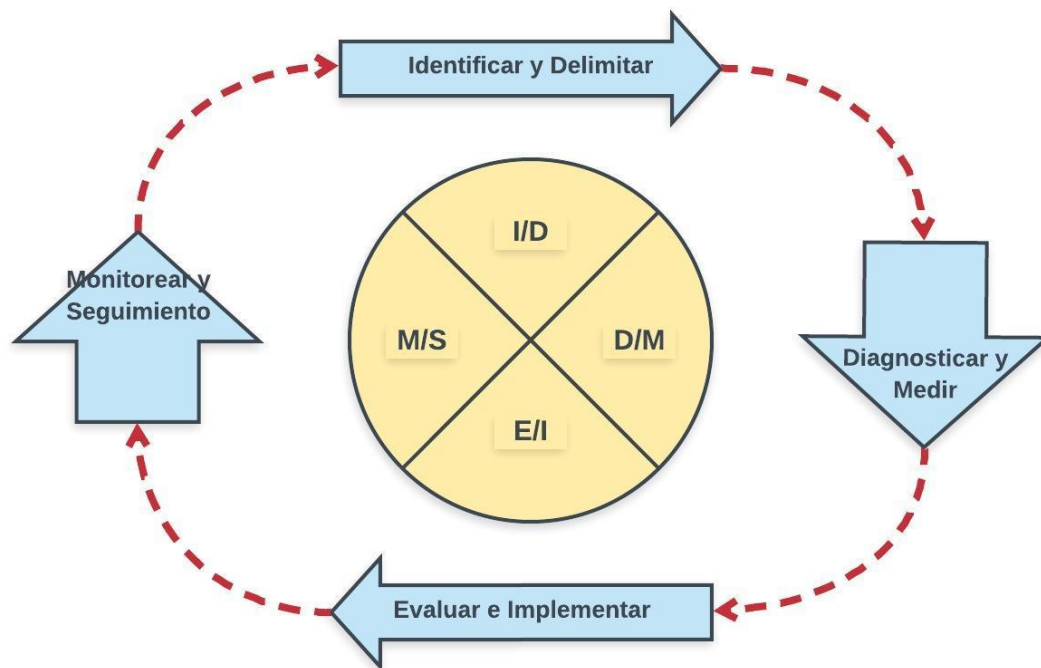 Identificar y Delimitar
I/D
Monitorear y
Seguimiento
M/S
D/M
Diagnosticar y
Medir
E/I
Evaluar e Implementar